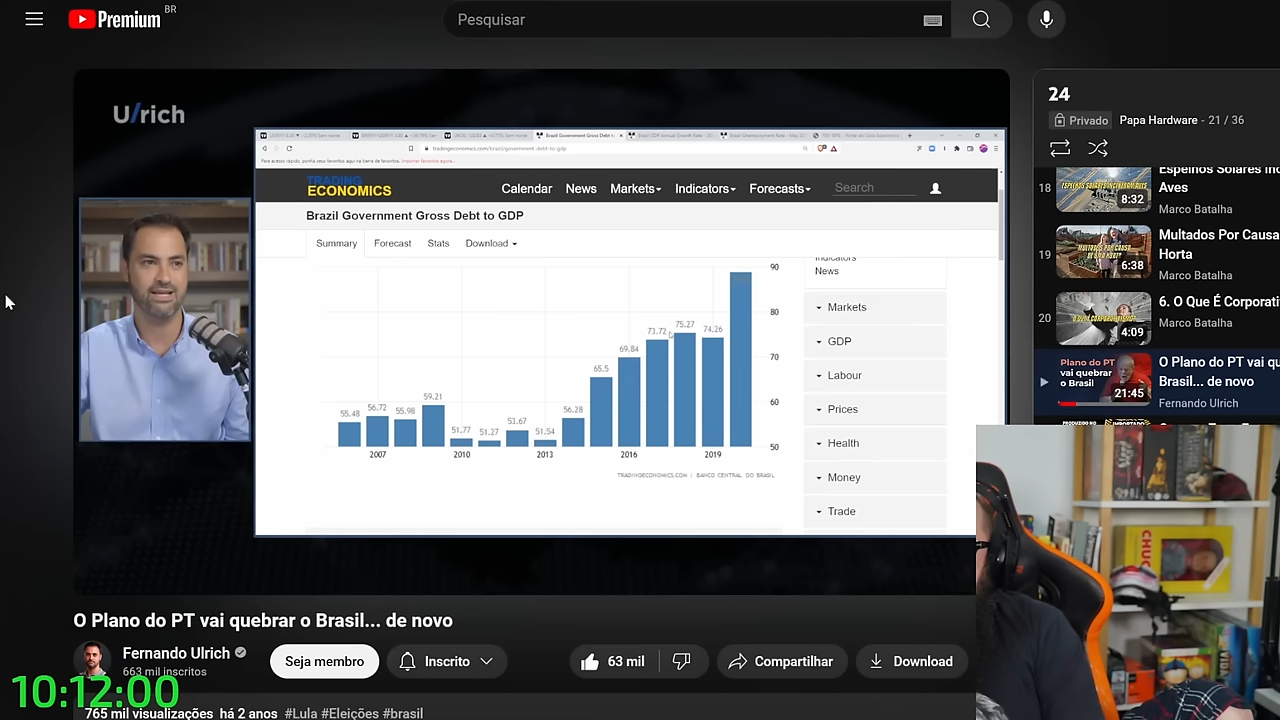 Premium BR
Pesquisar
U/rich
TRADING
ECONOMICS
Calendar News Markets Indicators Forecasts Search
Brazil Government Gross Debt to GDP
Summary Forecast Stats Download
90
80
70
60
50
55.48 56.72 55.98 59.21 51.77 51.27 53.67 51.54 56.28 65.5 69.84 73.72 75.27 74.26
2007 2010 2013 2016 2019
TRADINGECONOMICS.COM | BANCO CENTRAL DO BRASIL
Indicators
News
Markets
GDP
Labour
Prices
Health
Money
Trade
24
Privado Papa Hardware - 21 / 36
18
8:32
Espelhos Solares
Aves
Marco Batalha
19
6:38
Multados Por Causa
Horta
Marco Batalha
20
4:09
6. O Que É Corporati
Marco Batalha
Plano do PT
vai quebrar
o Brasil
21:45
O Plano do PT vai qu
Brasil... de novo
Fernando Ulrich
CHUC
O Plano do PT vai quebrar o Brasil... de novo
Fernando Ulrich
663 mil inscritos
Seja membro
Inscrito
63 mil
Compartilhar
Download
10:12:00
765 mil visualizações há 2 anos #Lula #Eleições #brasil